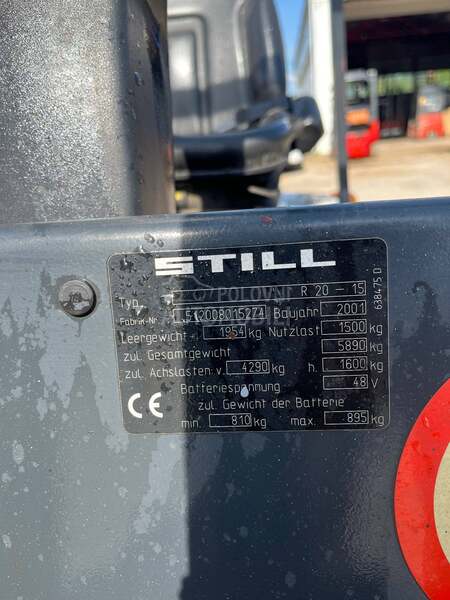 STILL
Typ R 20 - 15
Fabrik-Nr. 512008015274 Baujahr 2001
Leergewicht 1954 kg Nutzlast 1500 kg
zul. Gesamtgewicht 5890 kg
zul. Achslasten v. 4290 kg h. 1600 kg
Batteriespannung 48 V
CE zul. Gewicht der Batterie
min. 810 kg max. 895 kg
638475 D